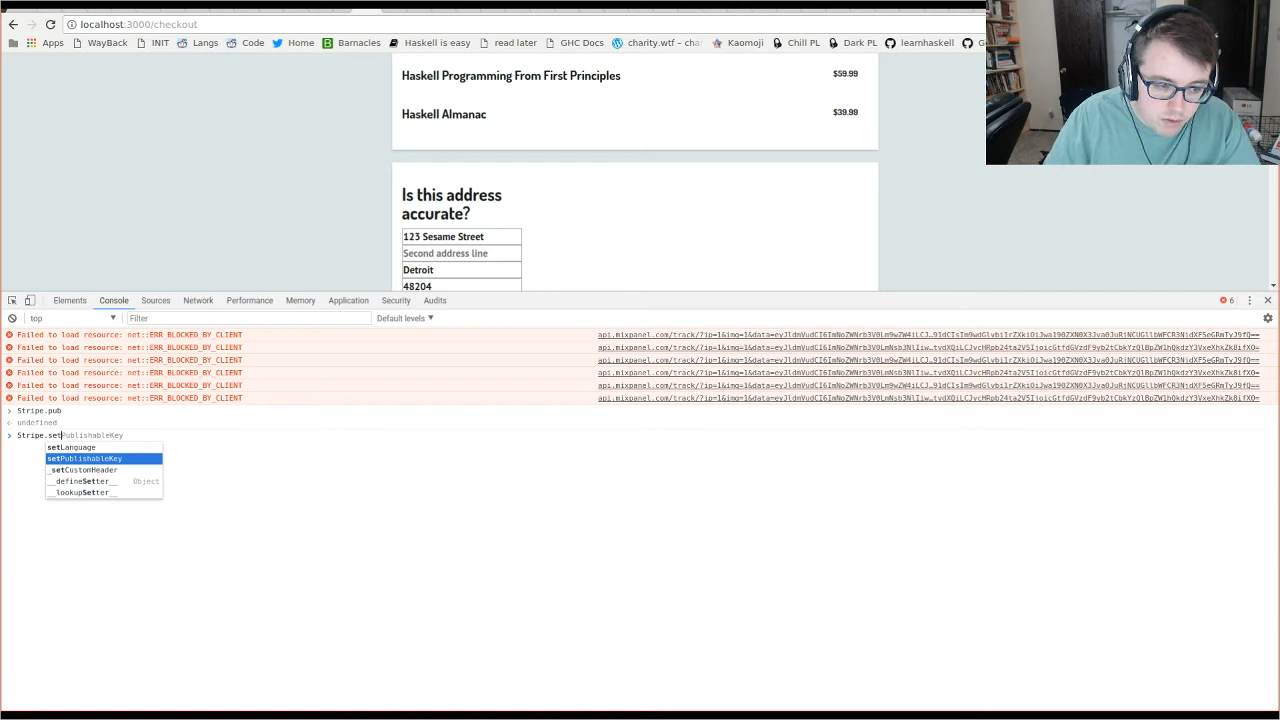 localhost:3000/checkout
Apps WayBack INIT Langs Code Home Barnacles Haskell is easy read later GHC Docs charity.wtf – cha Kaomoji Chill PL Dark PL learnhaskell
Haskell Programming From First Principles $59.99
Haskell Almanac $39.99
Is this address
accurate?
123 Sesame Street
Second address line
Detroit
48204
Elements Console Sources Network Performance Memory Application Security Audits 6
top Filter Default levels
Failed to load resource: net::ERR_BLOCKED_BY_CLIENT
Failed to load resource: net::ERR_BLOCKED_BY_CLIENT
Failed to load resource: net::ERR_BLOCKED_BY_CLIENT
Failed to load resource: net::ERR_BLOCKED_BY_CLIENT
Failed to load resource: net::ERR_BLOCKED_BY_CLIENT
Failed to load resource: net::ERR_BLOCKED_BY_CLIENT
Stripe.pub
undefined
Stripe.setPublishableKey
setLanguage
setPublishableKey
_setCustomHeader
__defineSetter__ Object
__lookupSetter__